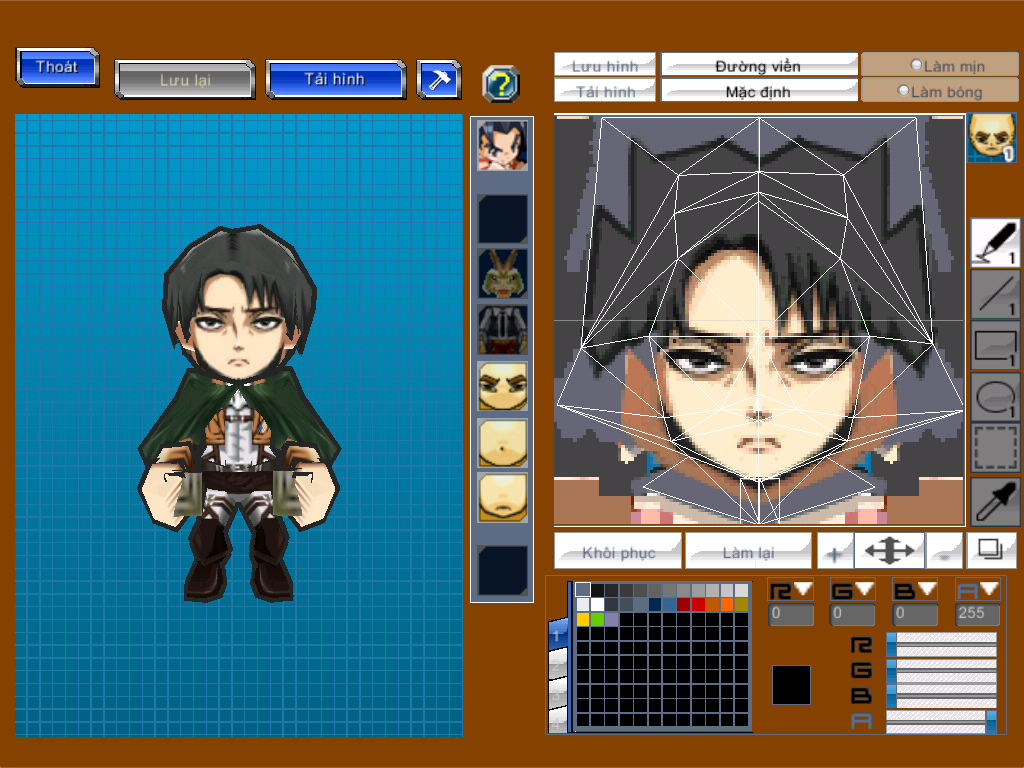 Thoát
Lưu lại
Tải hình
?
Lưu hình
Đường viền
Làm mịn
Tải hình
Mặc định
Làm bóng
1
1
1
1
1
Khôi phục
Làm lại
+
-
R
G
B
A
0
0
0
255
1
R
G
B
A